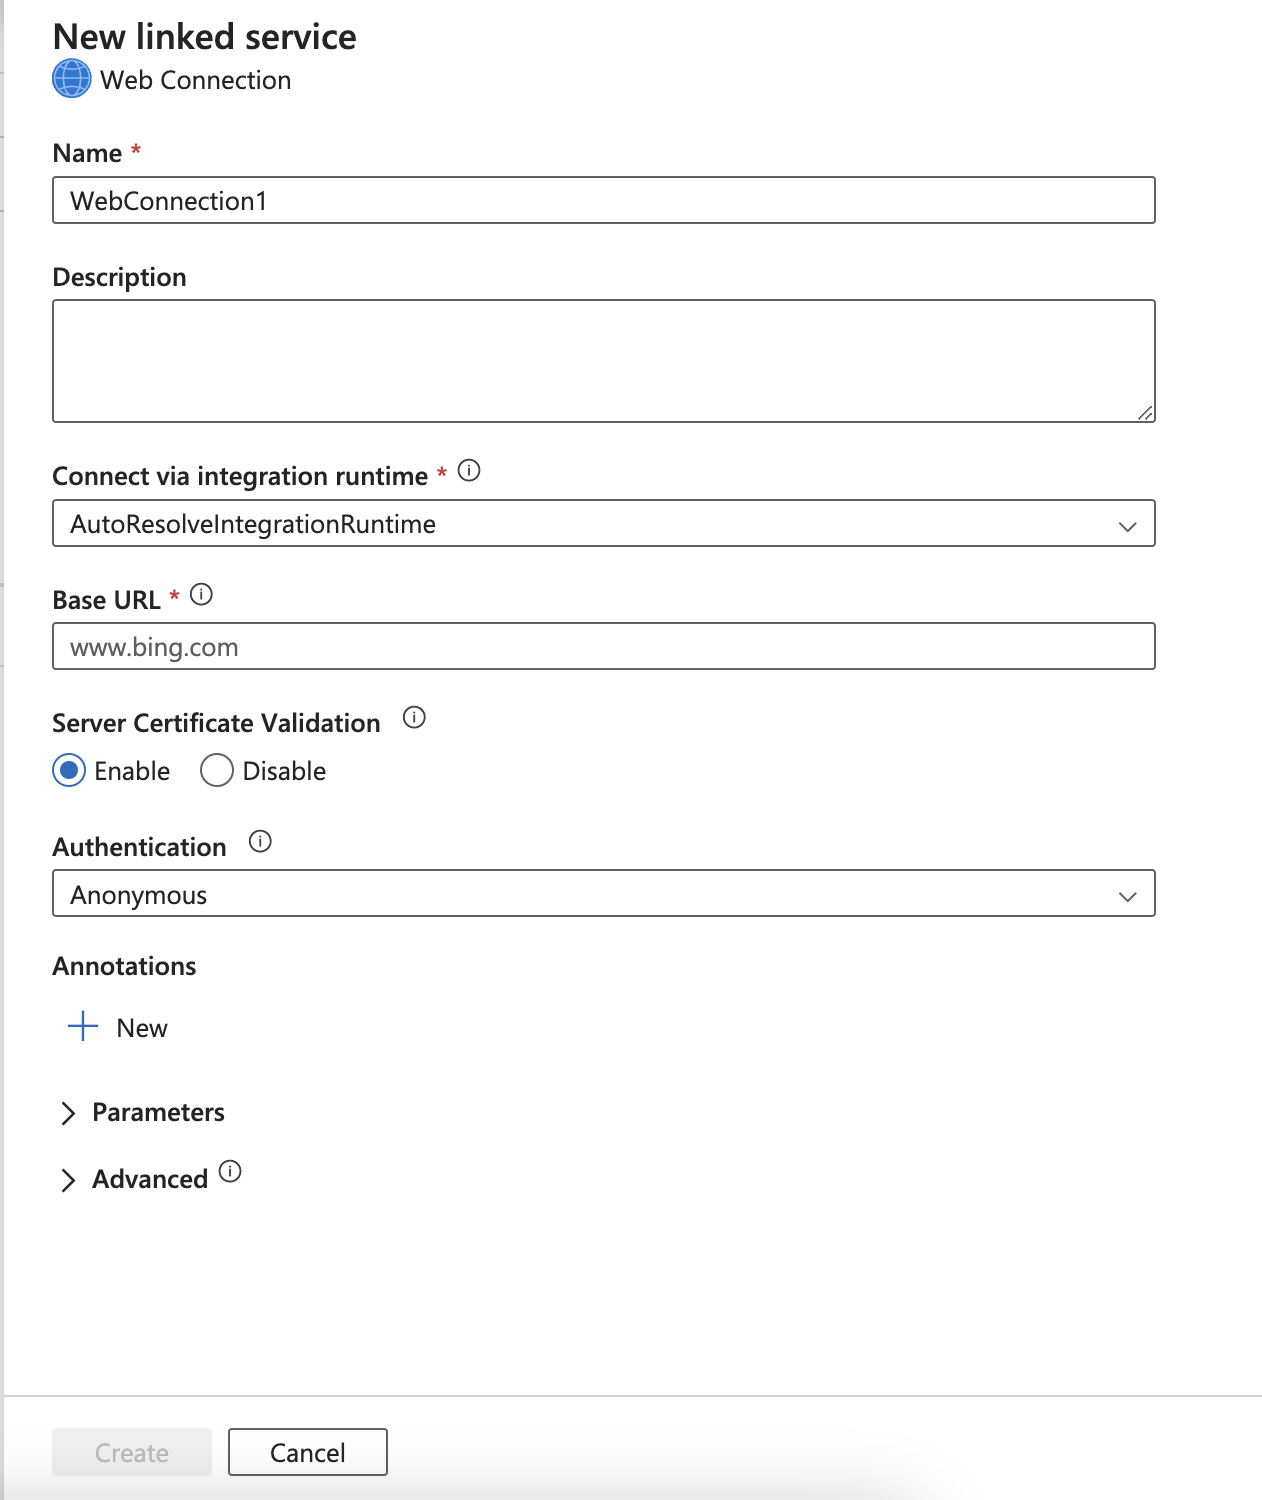 New linked service
Web Connection
Name *
WebConnection1
Description
Connect via integration runtime *
AutoResolveIntegrationRuntime
Base URL *
www.bing.com
Server Certificate Validation
Enable Disable
Authentication
Anonymous
Annotations
New
Parameters
Advanced
Create Cancel